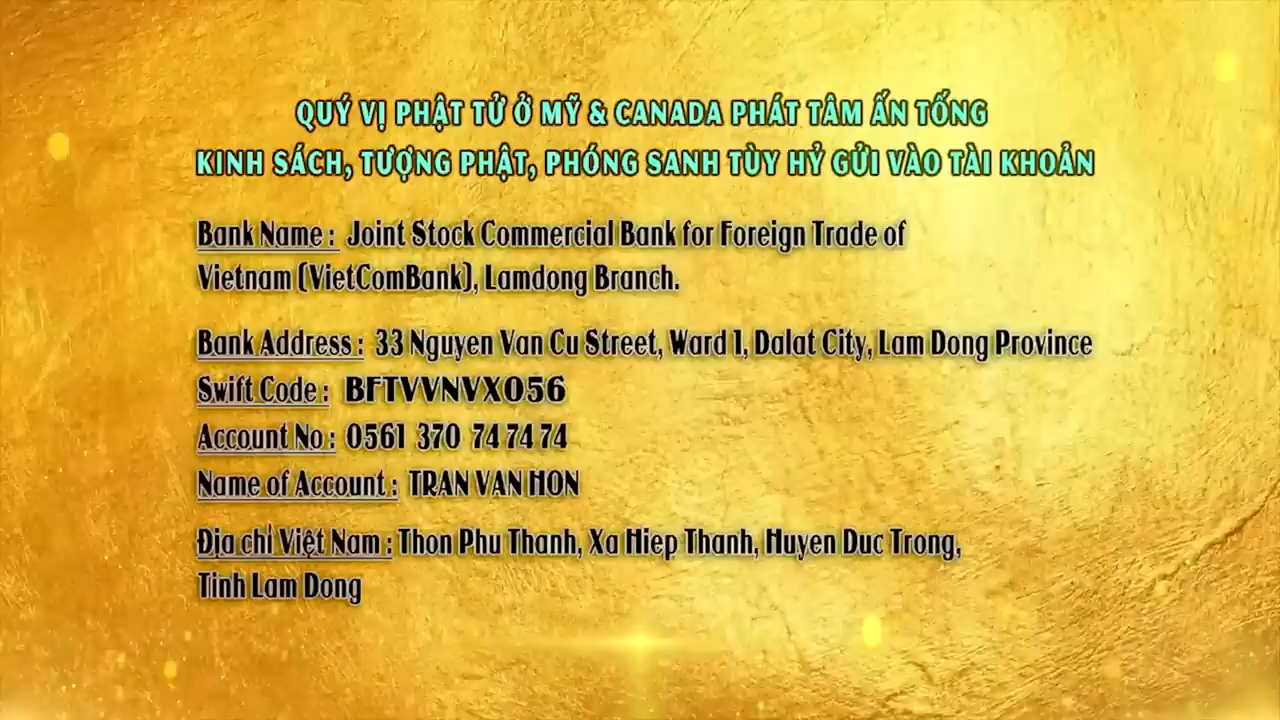 QUÝ VỊ PHẬT TỬ Ở MỸ & CANADA PHÁT TÂM ẤN TỐNG
KINH SÁCH, TƯỢNG PHẬT, PHÓNG SANH TÙY HỶ GỬI VÀO TÀI KHOẢN
Bank Name : Joint Stock Commercial Bank for Foreign Trade of
Vietnam (VietComBank), Lamdong Branch.
Bank Address : 33 Nguyen Van Cu Street, Ward 1, Dalat City, Lam Dong Province
Swift Code : BFTVVNVX056
Account No : 0561 370 74 74 74
Name of Account : TRAN VAN HON
Địa chỉ Việt Nam : Thon Phu Thanh, Xa Hiep Thanh, Huyen Duc Trong,
Tinh Lam Dong